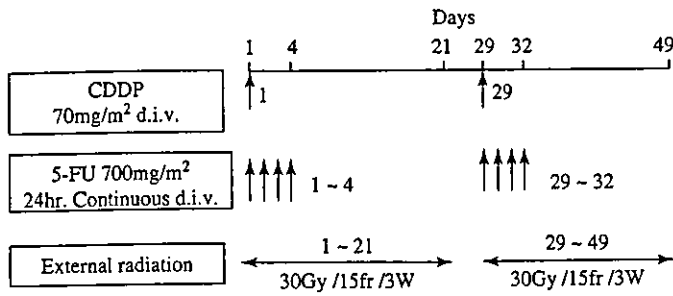 Days
1 4 21 29 32 49
CDDP
70mg/m² d.i.v.
1
29
5-FU 700mg/m²
24hr. Continuous d.i.v.
1 ~ 4
29 ~ 32
External radiation
1 ~ 21
30Gy /15fr /3W
29 ~ 49
30Gy /15fr /3W